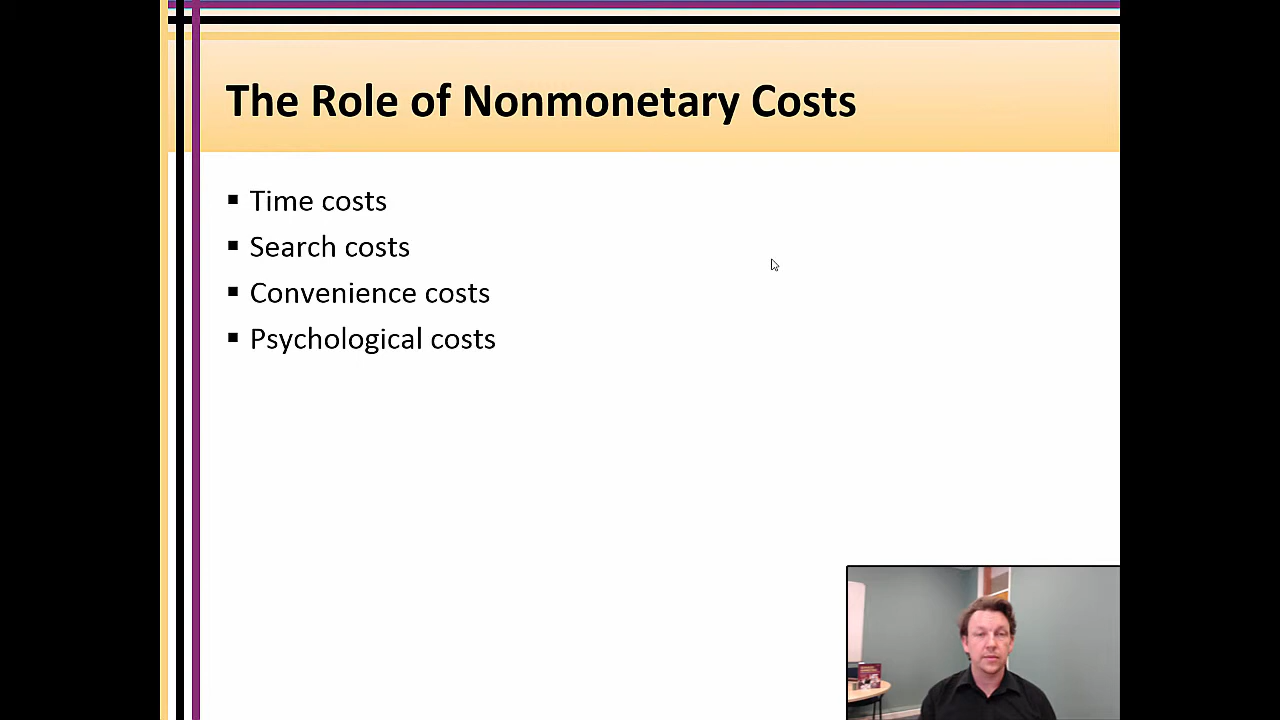 The Role of Nonmonetary Costs
▪ Time costs
▪ Search costs
▪ Convenience costs
▪ Psychological costs